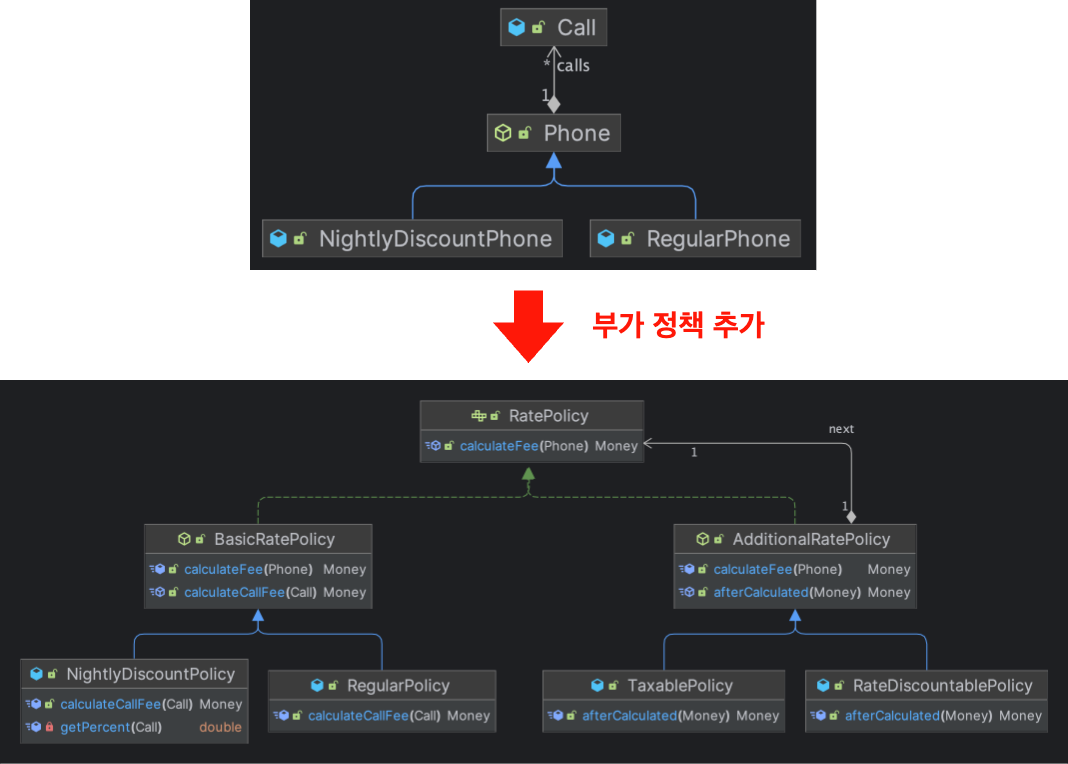 Call
* calls
1
Phone
NightlyDiscountPhone
RegularPhone
부가 정책 추가
RatePolicy
calculateFee(Phone) Money
next
1
1
BasicRatePolicy
calculateFee(Phone) Money
calculateCallFee(Call) Money
AdditionalRatePolicy
calculateFee(Phone) Money
afterCalculated(Money) Money
NightlyDiscountPolicy
calculateCallFee(Call) Money
getPercent(Call) double
RegularPolicy
calculateCallFee(Call) Money
TaxablePolicy
afterCalculated(Money) Money
RateDiscountablePolicy
afterCalculated(Money) Money